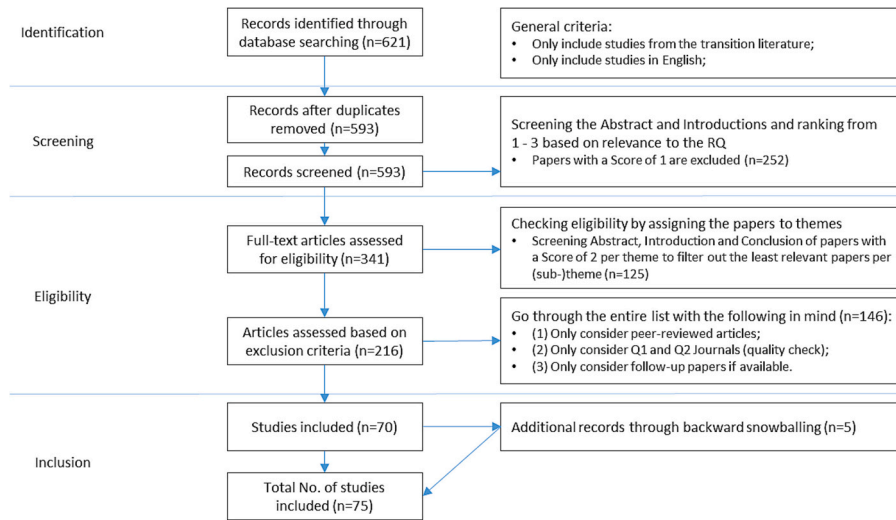 Identification
Records identified through
database searching (n=621)
General criteria:
• Only include studies from the transition literature;
• Only include studies in English;
Screening
Records after duplicates
removed (n=593)
Records screened (n=593)
Screening the Abstract and Introductions and ranking from
1 - 3 based on relevance to the RQ
• Papers with a Score of 1 are excluded (n=252)
Eligibility
Full-text articles assessed
for eligibility (n=341)
Checking eligibility by assigning the papers to themes
• Screening Abstract, Introduction and Conclusion of papers with
a Score of 2 per theme to filter out the least relevant papers per
(sub-)theme (n=125)
Articles assessed based on
exclusion criteria (n=216)
Go through the entire list with the following in mind (n=146):
• (1) Only consider peer-reviewed articles;
• (2) Only consider Q1 and Q2 Journals (quality check);
• (3) Only consider follow-up papers if available.
Inclusion
Studies included (n=70)
Additional records through backward snowballing (n=5)
Total No. of studies
included (n=75)